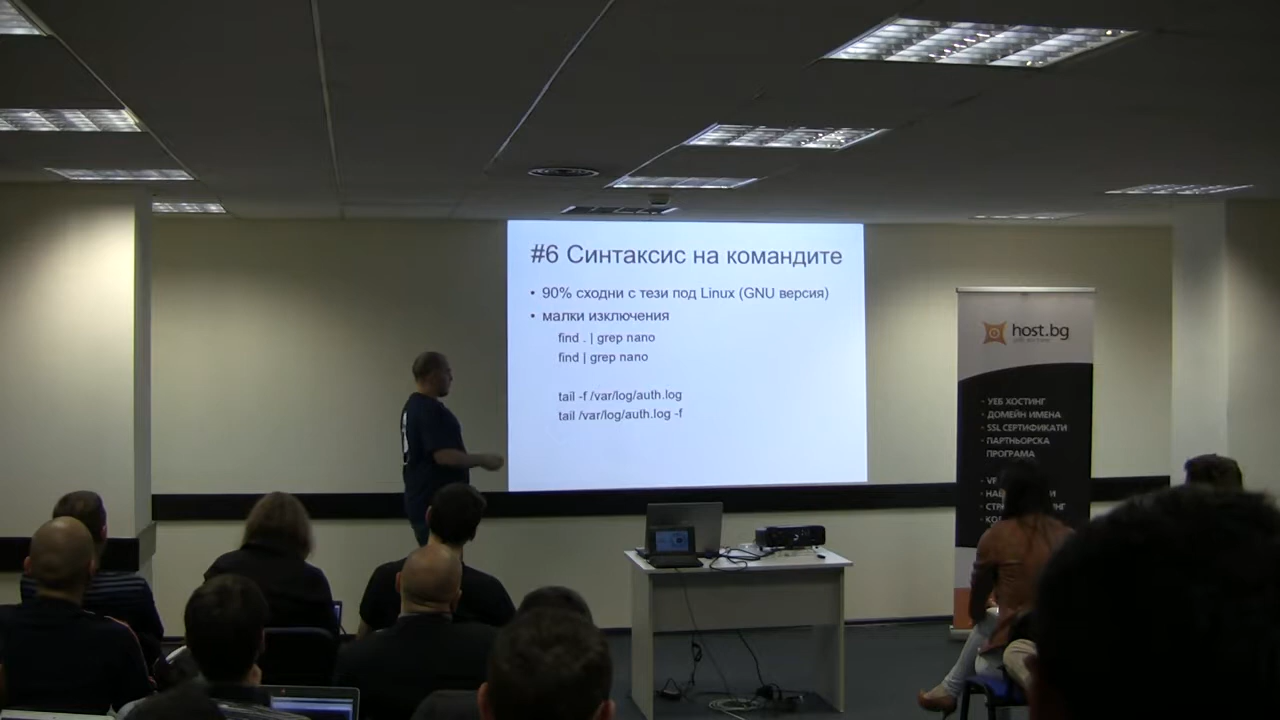 #6 Синтаксис на командите
• 90% сходни с тези под Linux (GNU версия)
• малки изключения
find . | grep nano
find | grep nano
tail -f /var/log/auth.log
tail /var/log/auth.log -f
host.bg
- УЕБ ХОСТИНГ
- ДОМЕЙН ИМЕНА
- SSL СЕРТИФИКАТИ
- ПАРТНЬОРСКА
ПРОГРАМА